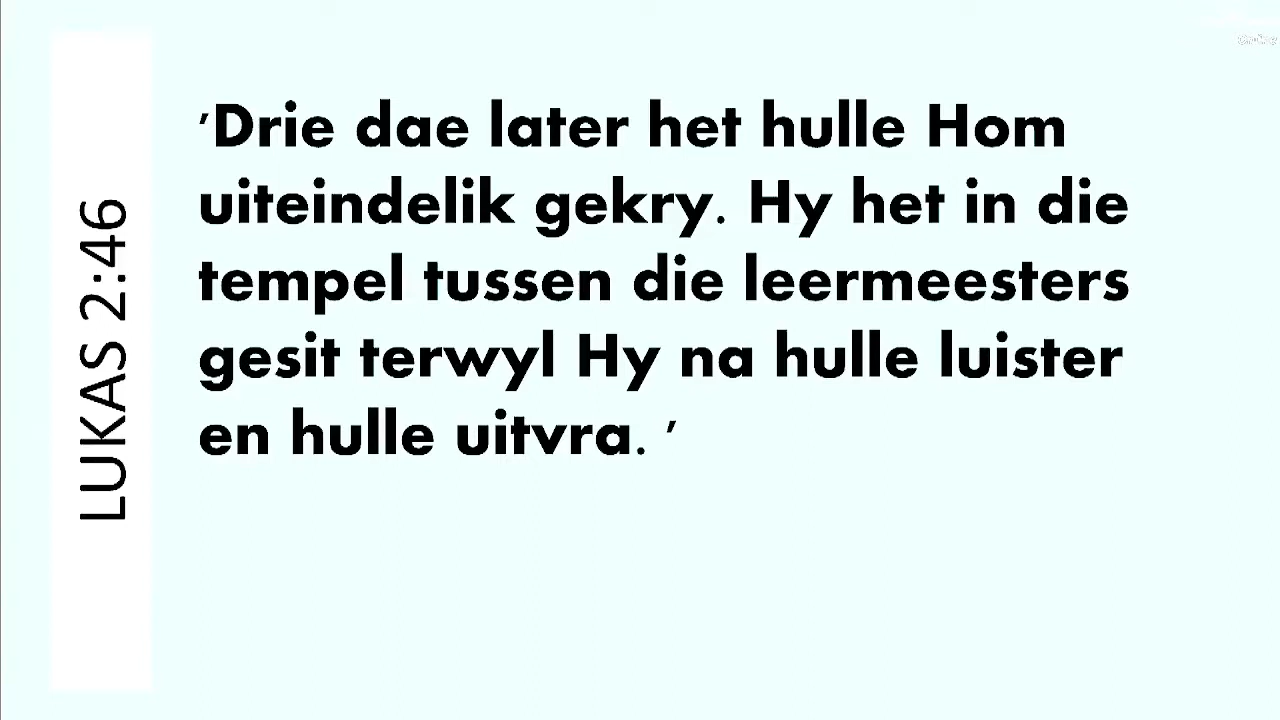 LUKAS 2:46
'Drie dae later het hulle Hom
uiteindelik gekry. Hy het in die
tempel tussen die leermeesters
gesit terwyl Hy na hulle luister
en hulle uitvra. '